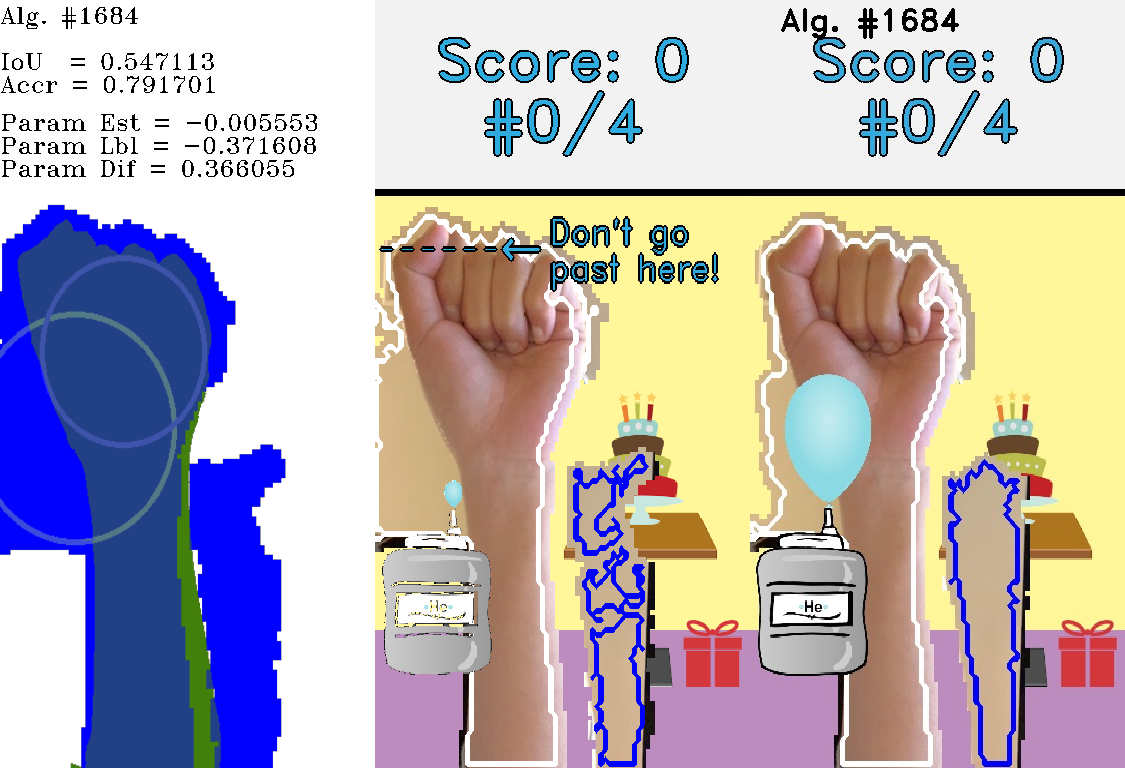 Alg. #1684
IoU = 0.547113
Accr = 0.791701
Param Est = −0.005553
Param Lbl = −0.371608
Param Dif = 0.366055
Score: 0
#0/4
Don't go
past here!
He
Alg. #1684
Score: 0
#0/4
He